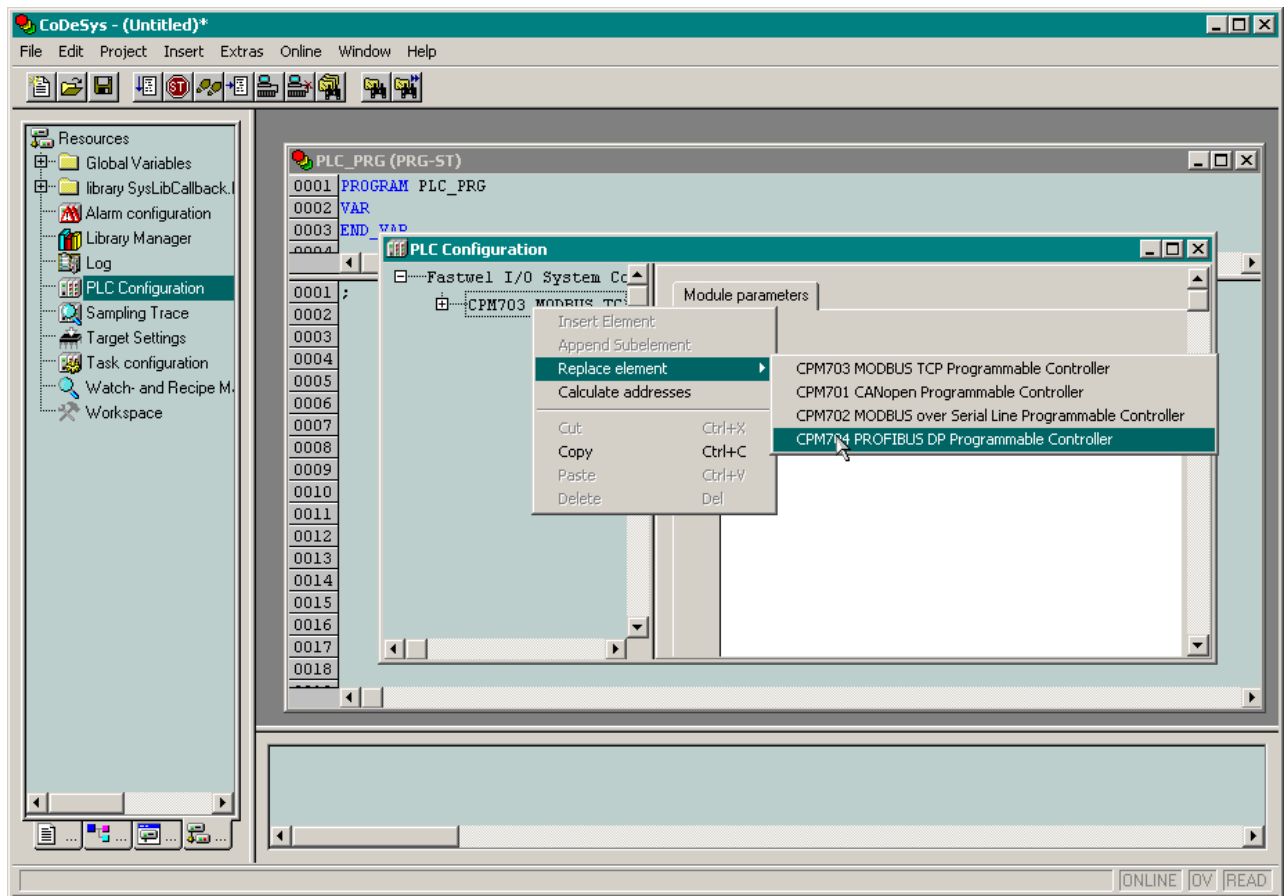 CoDeSys - (Untitled)*
File Edit Project Insert Extras Online Window Help
Resources
Global Variables
library SysLibCallback.l
Alarm configuration
Library Manager
Log
PLC Configuration
Sampling Trace
Target Settings
Task configuration
Watch- and Recipe M
Workspace
PLC_PRG (PRG-ST)
0001 PROGRAM PLC_PRG
0002 VAR
0003 END_VAR
0004
0001 ;
0002
0003
0004
0005
0006
0007
0008
0009
0010
0011
0012
0013
0014
0015
0016
0017
0018
PLC Configuration
Fastwel I/O System Co
CPM703 MODBUS TC
Module parameters
Insert Element
Append Subelement
Replace element
Calculate addresses
Cut Ctrl+X
Copy Ctrl+C
Paste Ctrl+V
Delete Del
CPM703 MODBUS TCP Programmable Controller
CPM701 CANopen Programmable Controller
CPM702 MODBUS over Serial Line Programmable Controller
CPM704 PROFIBUS DP Programmable Controller
... ... ... ...
ONLINE OV READ